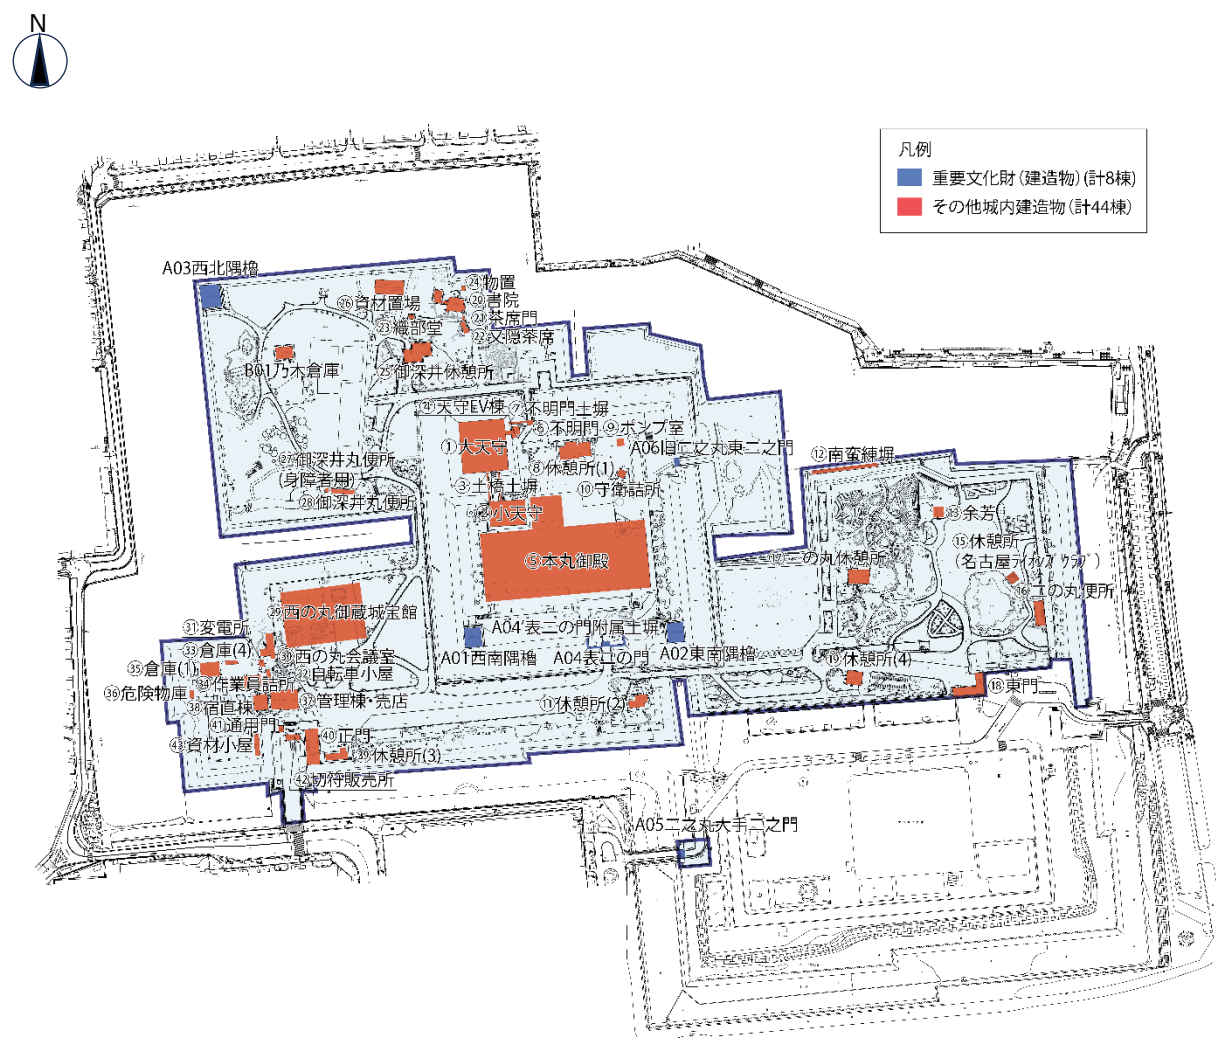 N
凡例
重要文化財(建造物)(計8棟)
その他城内建造物(計44棟)
A03西北隅櫓
㉔物置
⑳書院
㉑茶席門
㉒又隠茶席
㉖資材置場
㉓織部堂
㉕御深井休憩所
B01乃木倉庫
④天守EV棟
⑦不明門土塀
⑥不明門
⑨ポンプ室
①大天守
A06旧二之丸東二之門
⑧休憩所(1)
③土橋土塀
⑩守衛詰所
②小天守
⑤本丸御殿
㉗御深井丸便所
(身障者用)
㉘御深井丸便所
⑫南蛮練塀
⑬余芳
⑮休憩所
(名古屋ライオンズクラブ)
⑰二の丸休憩所
⑯二の丸便所
⑲休憩所(4)
⑱東門
㉙西の丸御蔵城宝館
㉛変電所
㉝倉庫(4)
㉚西の丸会議室
㉟倉庫(1)
㉜自転車小屋
㉞作業員詰所
㊱危険物庫
㊳宿直棟
㊲管理棟・売店
㊶通用門
㊵正門
㊸資材小屋
㊴休憩所(3)
㊷切符販売所
A04表二の門附属土塀
A01西南隅櫓
A04表二の門
A02東南隅櫓
⑪休憩所(2)
A05二之丸大手二之門